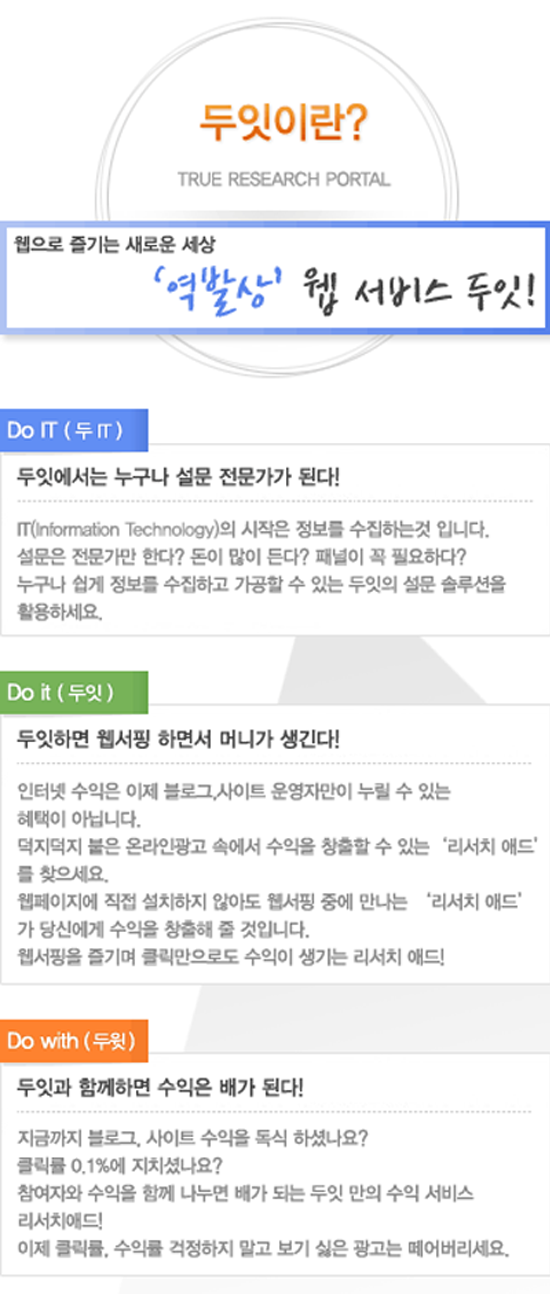 두잇이란?
TRUE RESEARCH PORTAL
웹으로 즐기는 새로운 세상
‘역발상’ 웹 서비스 두잇!
Do IT ( 두 IT )
두잇에서는 누구나 설문 전문가가 된다!
IT(Information Technology)의 시작은 정보를 수집하는것 입니다.
설문은 전문가만 한다? 돈이 많이 든다? 패널이 꼭 필요하다?
누구나 쉽게 정보를 수집하고 가공할 수 있는 두잇의 설문 솔루션을
활용하세요.
Do it ( 두잇 )
두잇하면 웹서핑 하면서 머니가 생긴다!
인터넷 수익은 이제 블로그,사이트 운영자만이 누릴 수 있는
혜택이 아닙니다.
덕지덕지 붙은 온라인광고 속에서 수익을 창출할 수 있는 ‘리서치 애드’
를 찾으세요.
웹페이지에 직접 설치하지 않아도 웹서핑 중에 만나는 ‘리서치 애드’
가 당신에게 수익을 창출해 줄 것입니다.
웹서핑을 즐기며 클릭만으로도 수익이 생기는 리서치 애드!
Do with ( 두윗 )
두잇과 함께하면 수익은 배가 된다!
지금까지 블로그, 사이트 수익을 독식 하셨나요?
클릭률 0.1%에 지치셨나요?
참여자와 수익을 함께 나누면 배가 되는 두잇 만의 수익 서비스
리서치애드!
이제 클릭률, 수익률 걱정하지 말고 보기 싫은 광고는 떼어버리세요.